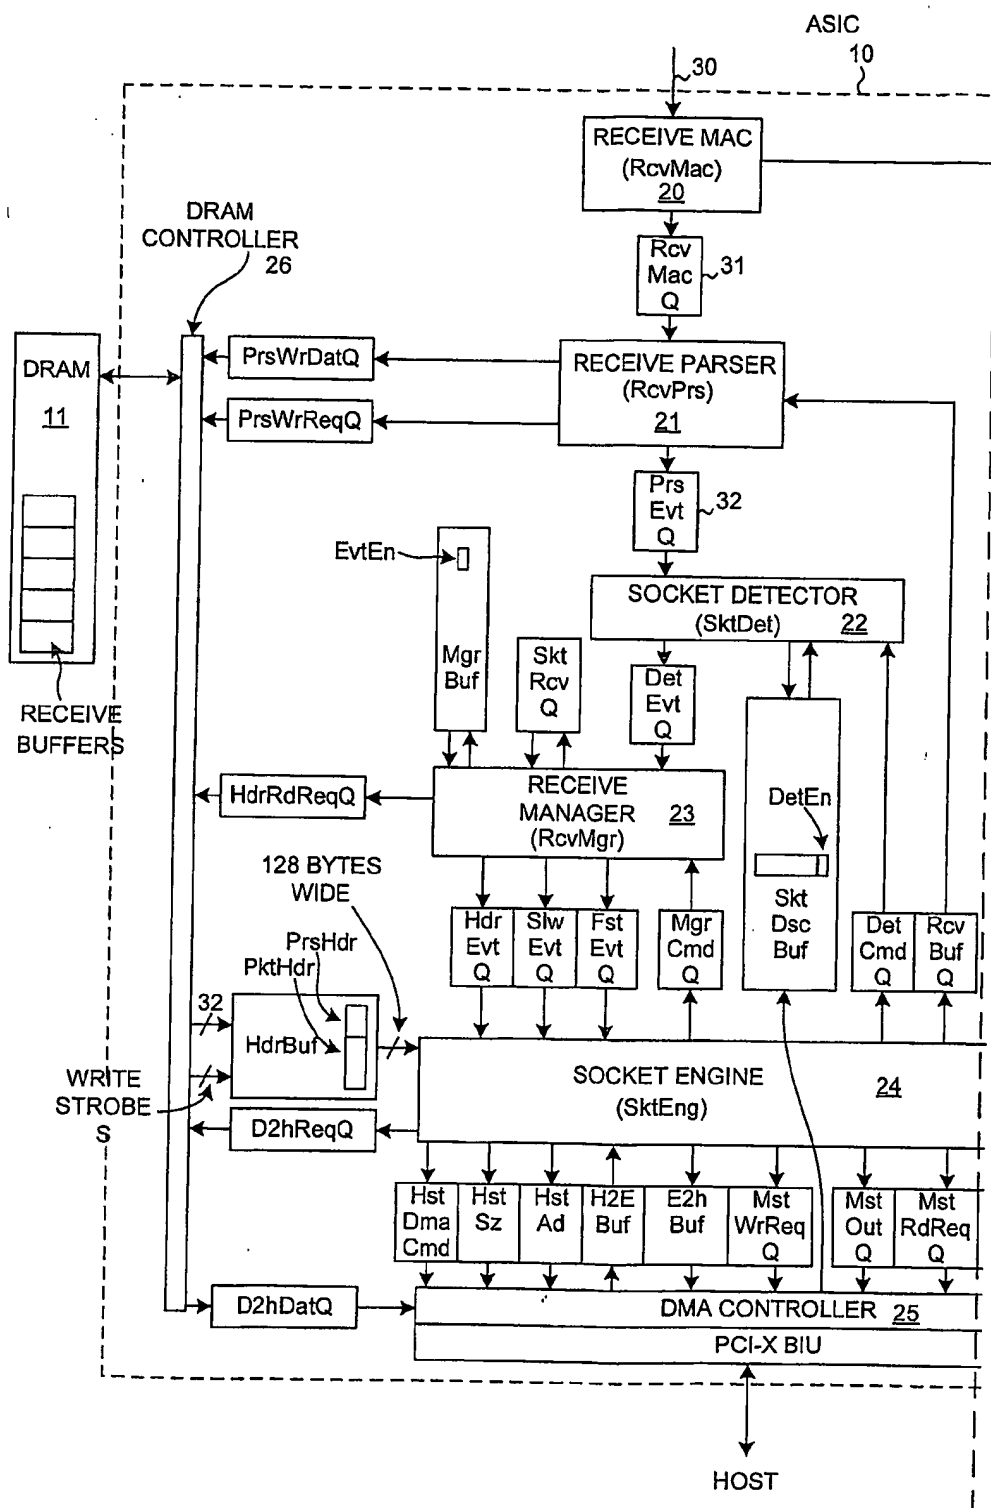 ASIC
10
30
RECEIVE MAC
(RcvMac)
20
DRAM
CONTROLLER
26
Rcv
Mac
Q
31
DRAM
11
PrsWrDatQ
PrsWrReqQ
RECEIVE PARSER
(RcvPrs)
21
Prs
Evt
Q
32
EvtEn
SOCKET DETECTOR
(SktDet)
22
Mgr
Buf
Skt
Rcv
Q
Det
Evt
Q
RECEIVE
BUFFERS
HdrRdReqQ
RECEIVE
MANAGER
(RcvMgr)
23
DetEn
128 BYTES
WIDE
Hdr
Evt
Q
Slw
Evt
Q
Fst
Evt
Q
Mgr
Cmd
Q
Skt
Dsc
Buf
Det
Cmd
Q
Rcv
Buf
Q
PrsHdr
PktHdr
32
HdrBuf
WRITE
STROBE
S
D2hReqQ
SOCKET ENGINE
(SktEng)
24
Hst
Dma
Cmd
Hst
Sz
Hst
Ad
H2E
Buf
E2h
Buf
Mst
WrReq
Q
Mst
Out
Q
Mst
RdReq
Q
D2hDatQ
DMA CONTROLLER
25
PCI-X BIU
HOST